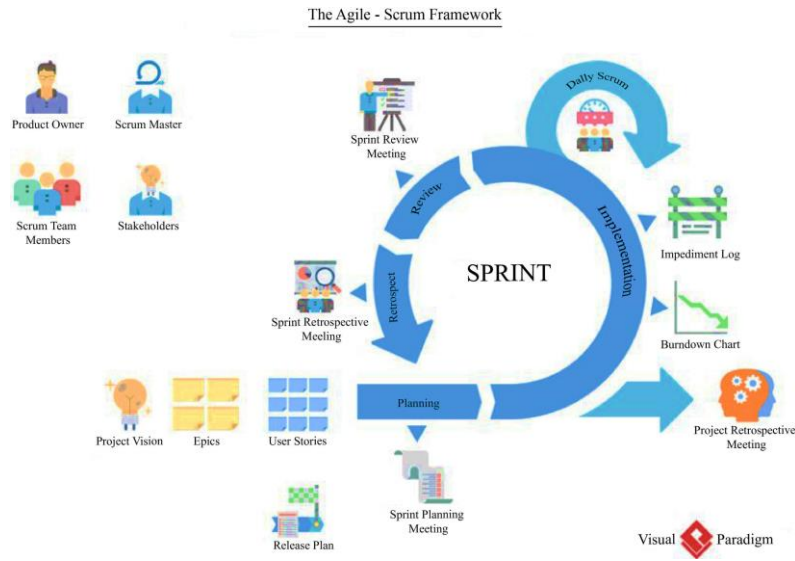 The Agile - Scrum Framework
Product Owner
Scrum Master
Scrum Team
Members
Stakeholders
Sprint Review
Meeting
Dally Scrum
Review
Implementation
Impediment Log
SPRINT
Retrospect
Sprint Retrospective
Meeling
Burndown Chart
Planning
Project Vision
Epics
User Stories
Project Retrospective
Meeting
Sprint Planning
Meeting
Release Plan
Visual Paradigm